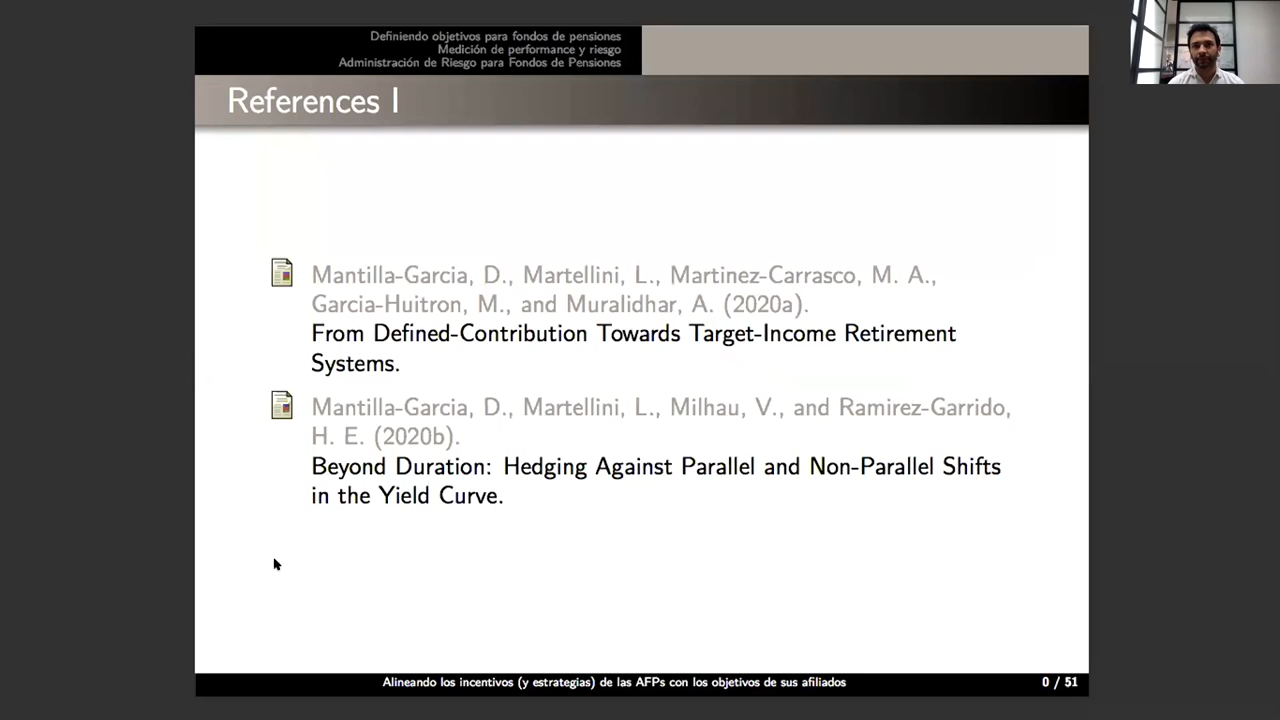 Definiendo objetivos para fondos de pensiones
Medición de performance y riesgo
Administración de Riesgo para Fondos de Pensiones
References I
Mantilla-Garcia, D., Martellini, L., Martinez-Carrasco, M. A.,
Garcia-Huitron, M., and Muralidhar, A. (2020a).
From Defined-Contribution Towards Target-Income Retirement
Systems.
Mantilla-Garcia, D., Martellini, L., Milhau, V., and Ramirez-Garrido,
H. E. (2020b).
Beyond Duration: Hedging Against Parallel and Non-Parallel Shifts
in the Yield Curve.
Alineando los incentivos (y estrategias) de las AFPs con los objetivos de sus afiliados
0 / 51